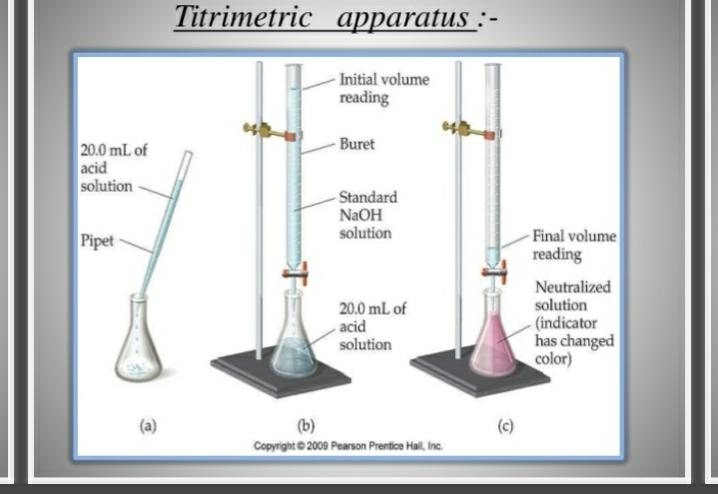 Titrimetric apparatus :-
20.0 mL of
acid
solution
Pipet
(a)
Initial volume
reading
Buret
Standard
NaOH
solution
20.0 mL of
acid
solution
(b)
Final volume
reading
Neutralized
solution
(indicator
has changed
color)
(c)
Copyright © 2009 Pearson Prentice Hall, Inc.